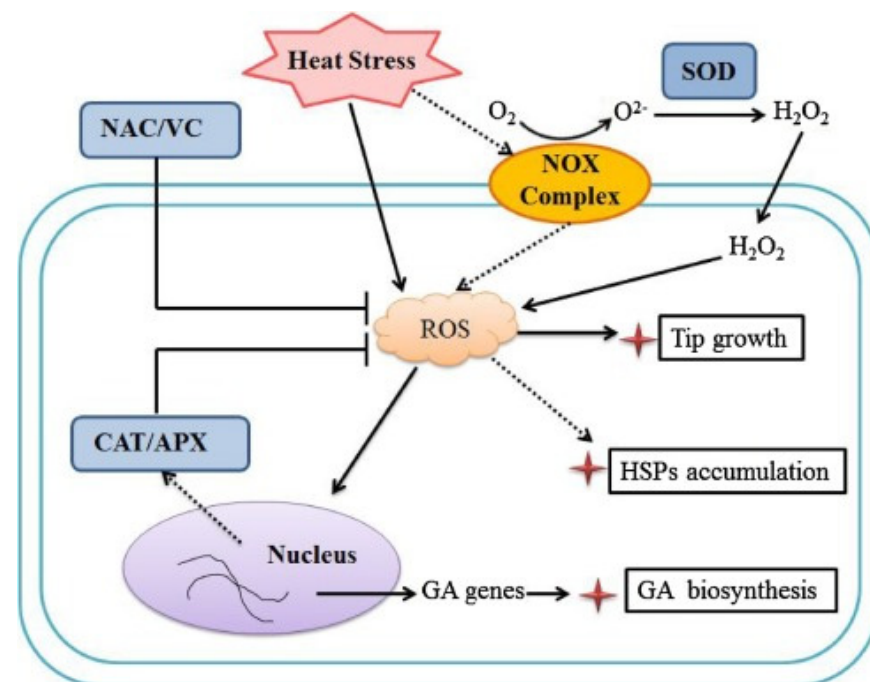 Heat Stress
SOD
O₂
O²⁻
H₂O₂
NAC/VC
NOX
Complex
H₂O₂
ROS
Tip growth
CAT/APX
HSPs accumulation
Nucleus
GA genes
GA biosynthesis